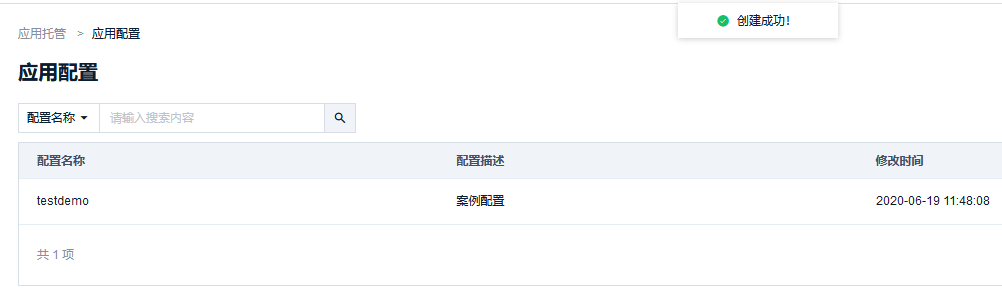 创建成功！
应用托管 > 应用配置
应用配置
配置名称 请输入搜索内容
配置名称 配置描述 修改时间
testdemo 案例配置 2020-06-19 11:48:08
共 1 项